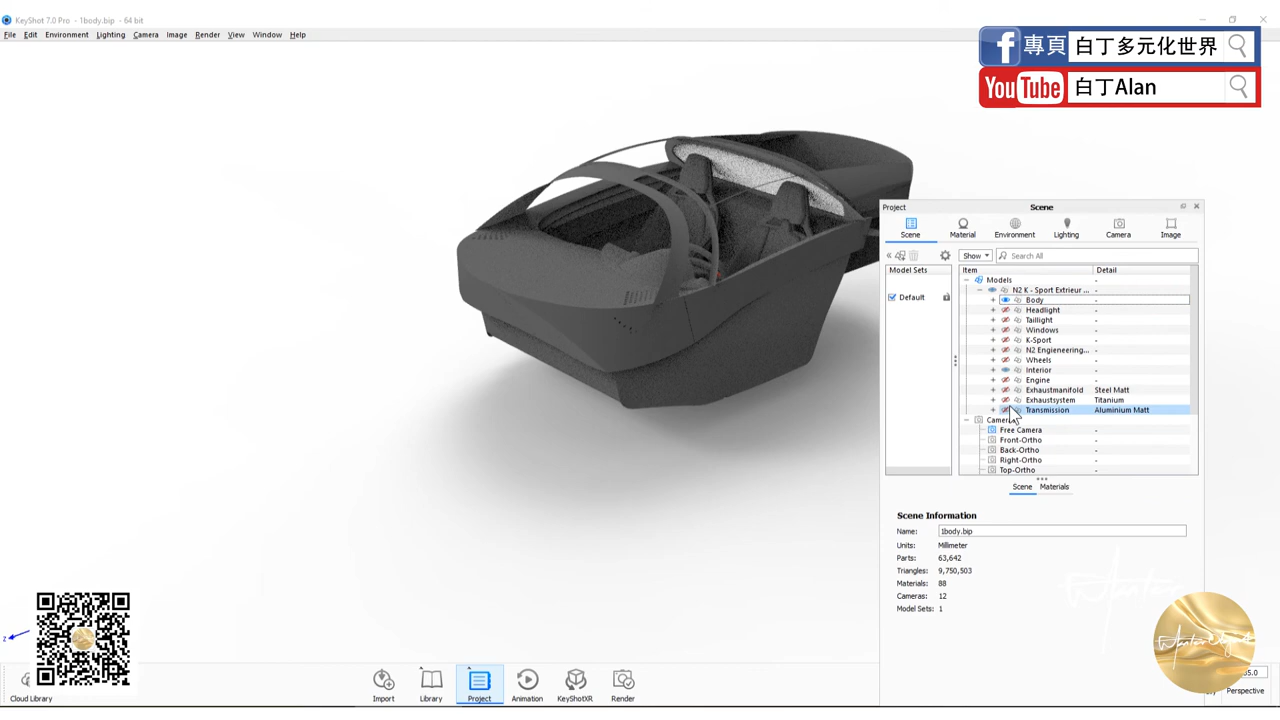 KeyShot 7.0 Pro - 1body.bip - 64 bit
File Edit Environment Lighting Camera Image Render View Window Help
f 專頁 白丁多元化世界
YouTube 白丁Alan
Project Scene
Scene Material Environment Lighting Camera Image
Show Search All
Model Sets Item Detail
Default
Models
N2 K - Sport Extrieur ... -
Body -
Headlight -
Taillight -
Windows -
K-Sport -
N2 Engieneering... -
Wheels -
Interior -
Engine -
Exhaustmanifold Steel Matt
Exhaustsystem Titanium
Transmission Aluminium Matt
Free Camera -
Front-Ortho -
Back-Ortho -
Right-Ortho -
Top-Ortho -
Scene Materials
Scene Information
Name: 1body.bip
Units: Millimeter
Parts: 63,642
Triangles: 9,750,503
Materials: 88
Cameras: 12
Model Sets: 1
z
Cloud Library Import Library Project Animation KeyShotXR Render
Perspective